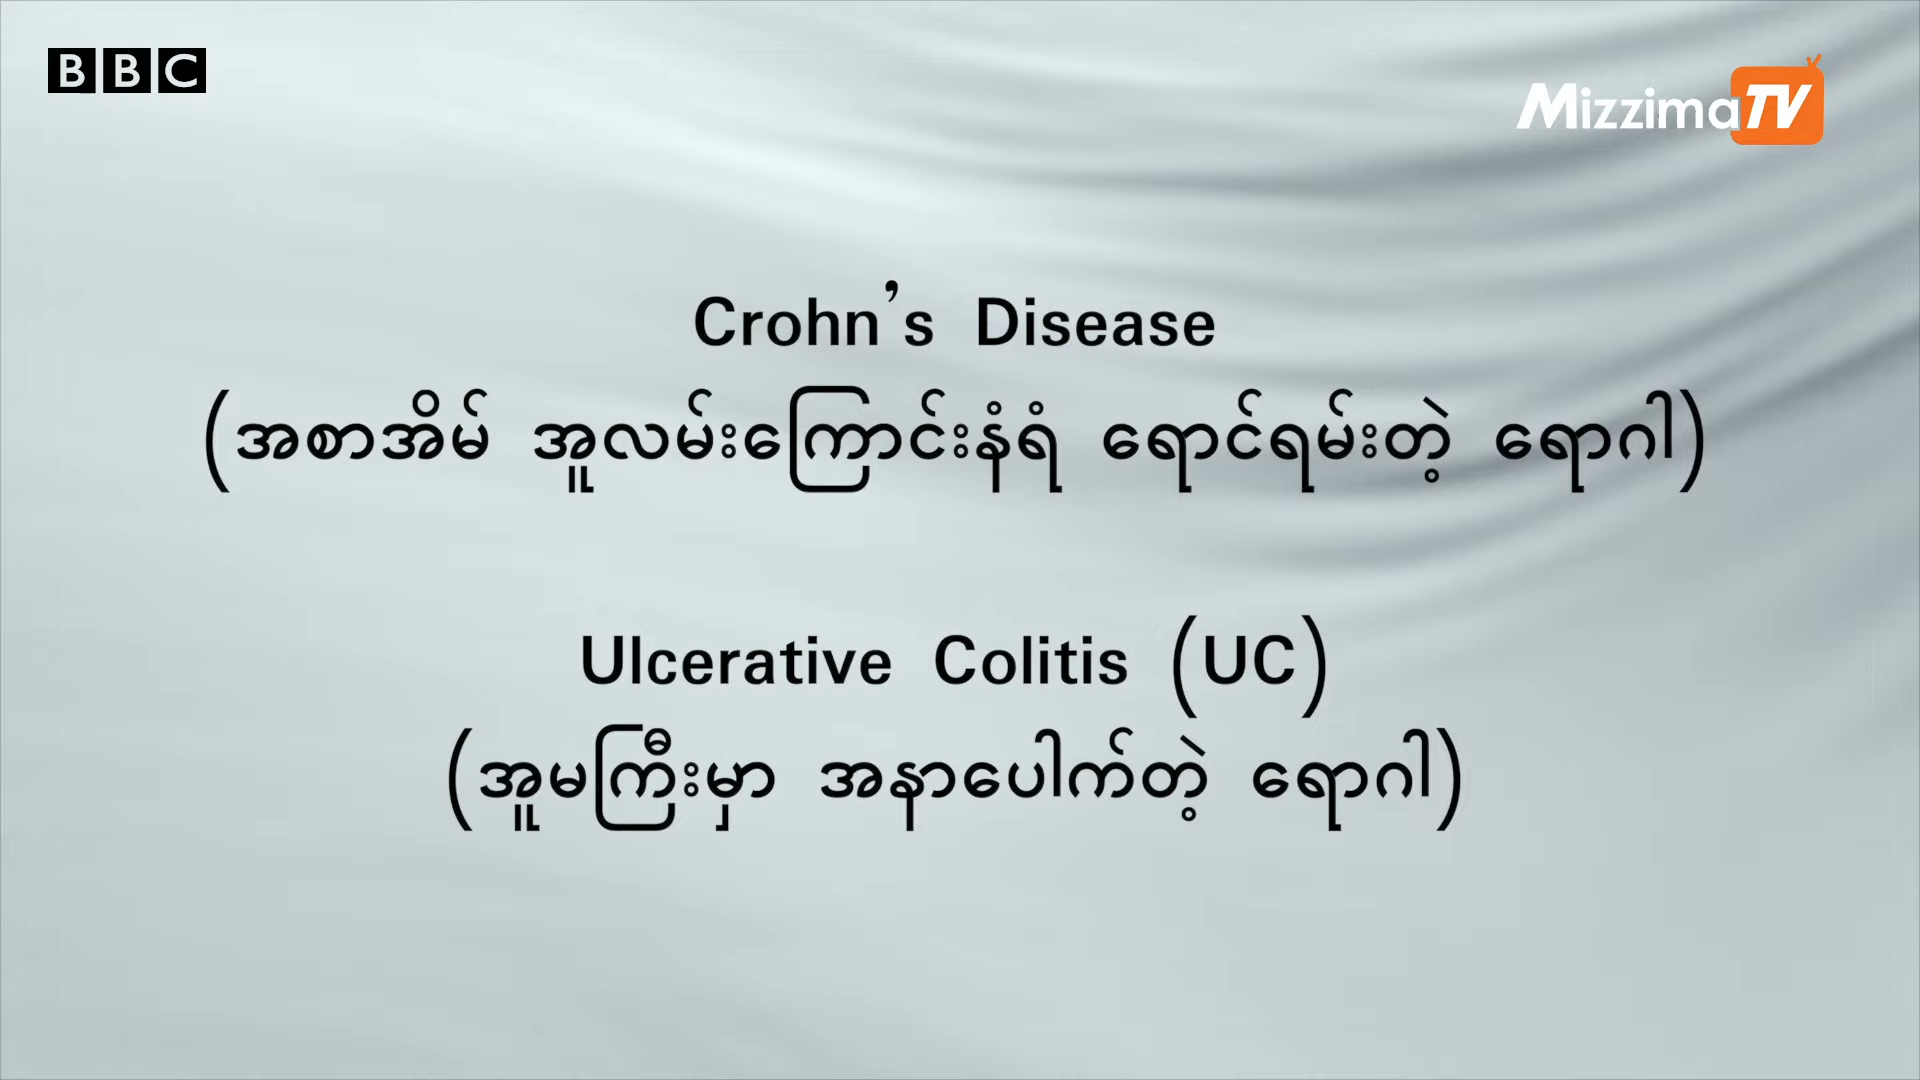 BBC
MizzimaTV
Crohn’s Disease
(အစာအိမ် အူလမ်းကြောင်းနံရံ ရောင်ရမ်းတဲ့ ရောဂါ)
Ulcerative Colitis (UC)
(အူမကြီးမှာ အနာပေါက်တဲ့ ရောဂါ)